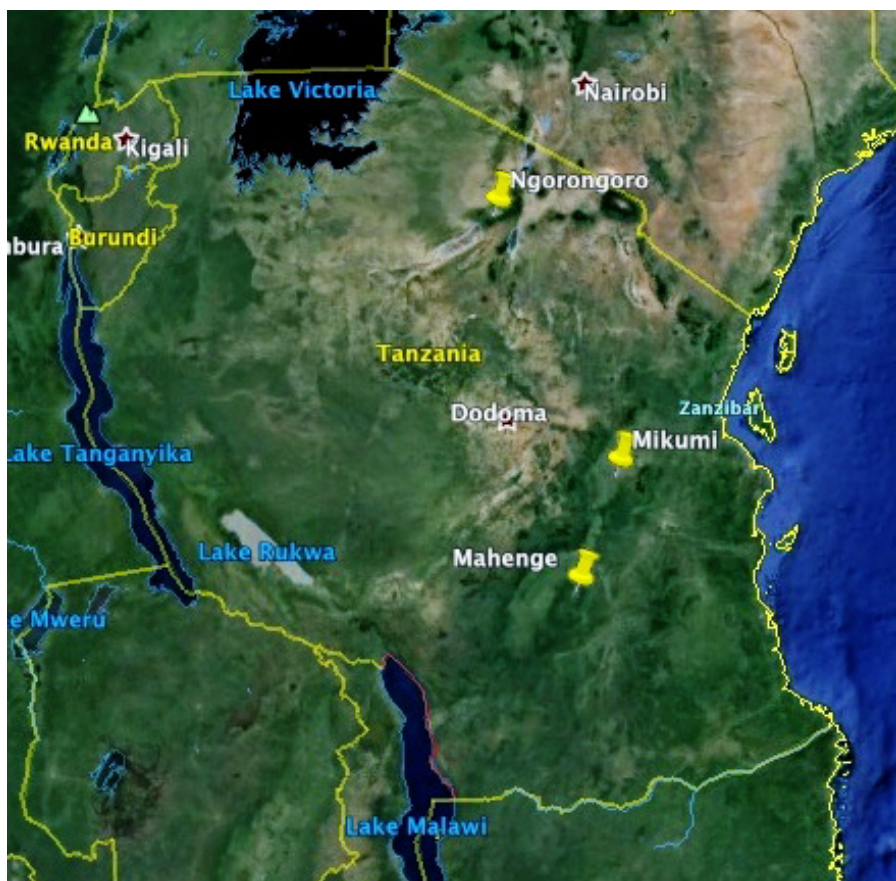 Lake Victoria
Nairobi
Rwanda
Kigali
Ngorongoro
Burundi
mbura
Tanzania
Dodoma
Zanzibar
Mikumi
Lake Tanganyika
Lake Rukwa
Mahenge
e Mweru
Lake Malawi